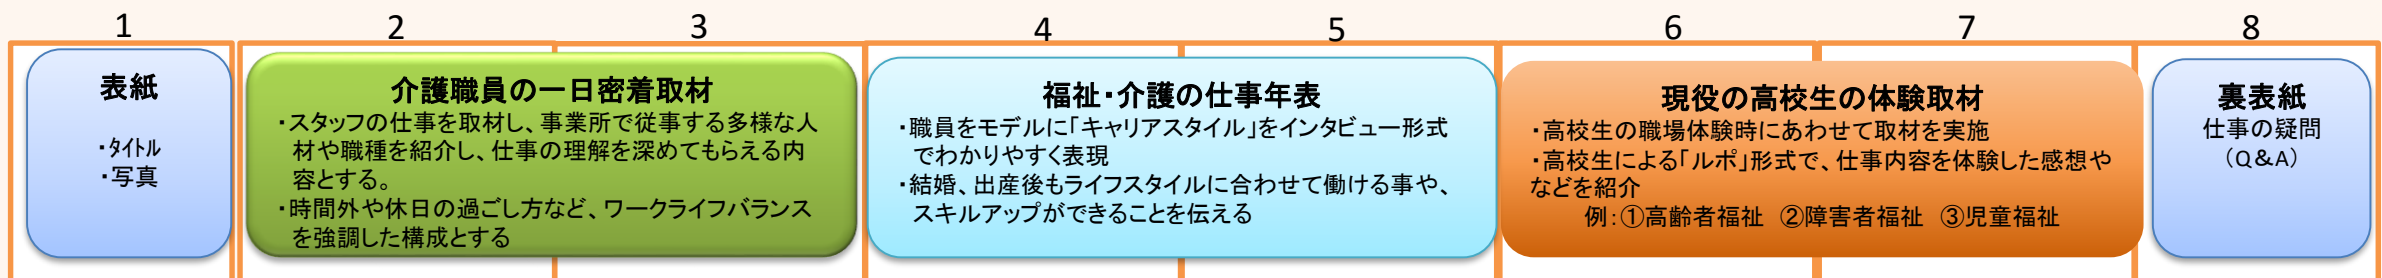 1
2
3
4
5
6
7
8
表紙
・タイトル
・写真
介護職員の一日密着取材
・スタッフの仕事を取材し、事業所で従事する多様な人
材や職種を紹介し、仕事の理解を深めてもらえる内
容とする。
・時間外や休日の過ごし方など、ワークライフバランス
を強調した構成とする
福祉・介護の仕事年表
・職員をモデルに「キャリアスタイル」をインタビュー形式
でわかりやすく表現
・結婚、出産後もライフスタイルに合わせて働ける事や、
スキルアップができることを伝える
現役の高校生の体験取材
・高校生の職場体験時にあわせて取材を実施
・高校生による「ルポ」形式で、仕事内容を体験した感想や
などを紹介
例:①高齢者福祉 ②障害者福祉 ③児童福祉
裏表紙
仕事の疑問
(Q&A)